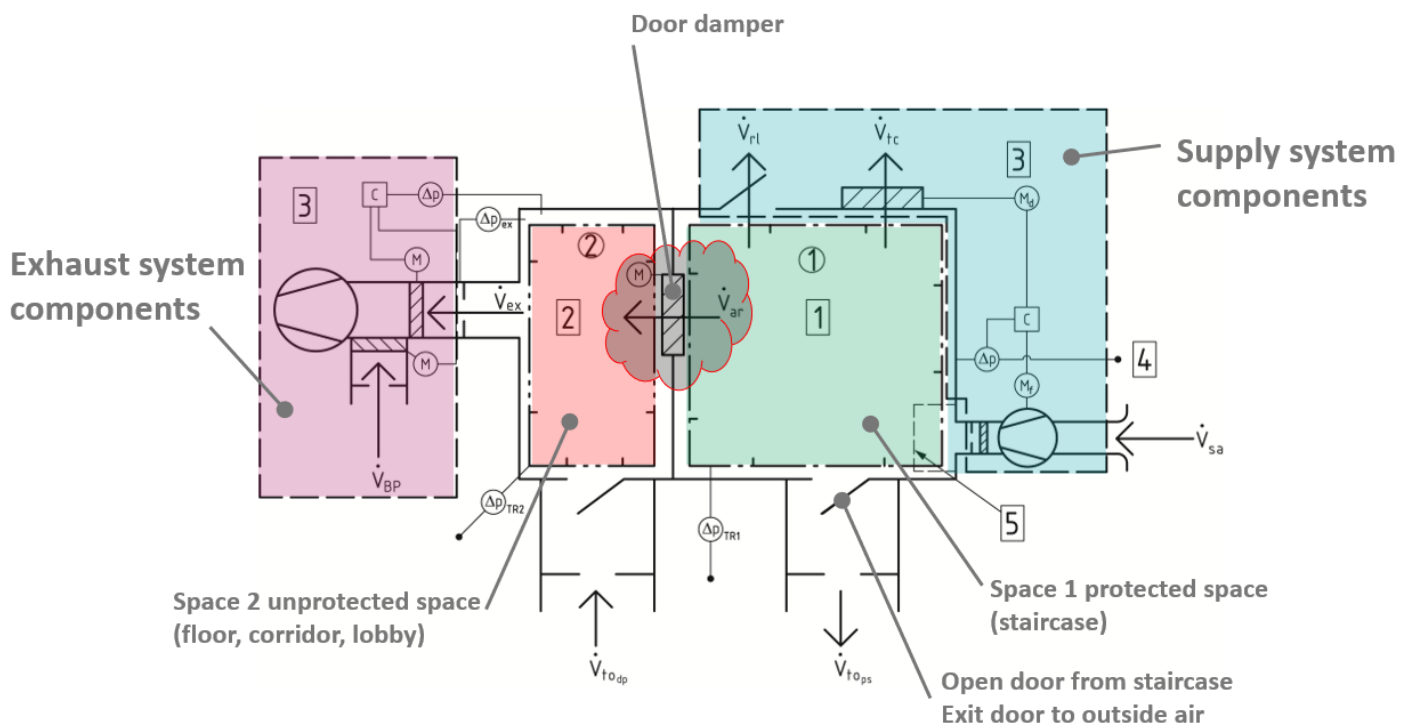 Door damper
V̇rl
V̇tc
Supply system
components
3
3
C
Δp
Md
Δpex
2
1
M
M
Exhaust system
components
V̇ex
2
V̇ar
1
C
Δp
4
M
Mf
V̇sa
V̇BP
ΔpTR2
ΔpTR1
5
Space 2 unprotected space
(floor, corridor, lobby)
Space 1 protected space
(staircase)
V̇todp
V̇tops
Open door from staircase
Exit door to outside air